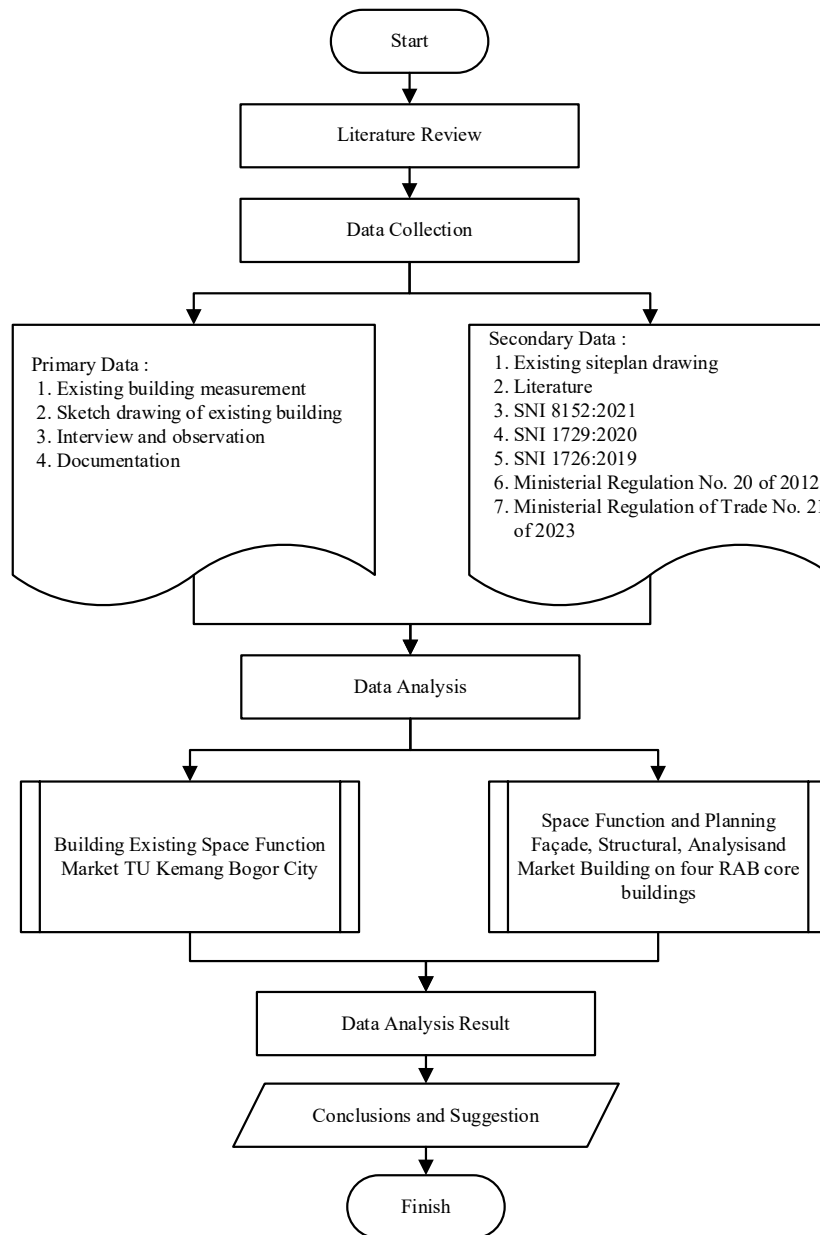 Start
Literature Review
Data Collection
Primary Data :
1. Existing building measurement
2. Sketch drawing of existing building
3. Interview and observation
4. Documentation
Secondary Data :
1. Existing siteplan drawing
2. Literature
3. SNI 8152:2021
4. SNI 1729:2020
5. SNI 1726:2019
6. Ministerial Regulation No. 20 of 2012
7. Ministerial Regulation of Trade No. 21
of 2023
Data Analysis
Building Existing Space Function
Market TU Kemang Bogor City
Space Function and Planning
Façade, Structural, Analysisand
Market Building on four RAB core
buildings
Data Analysis Result
Conclusions and Suggestion
Finish